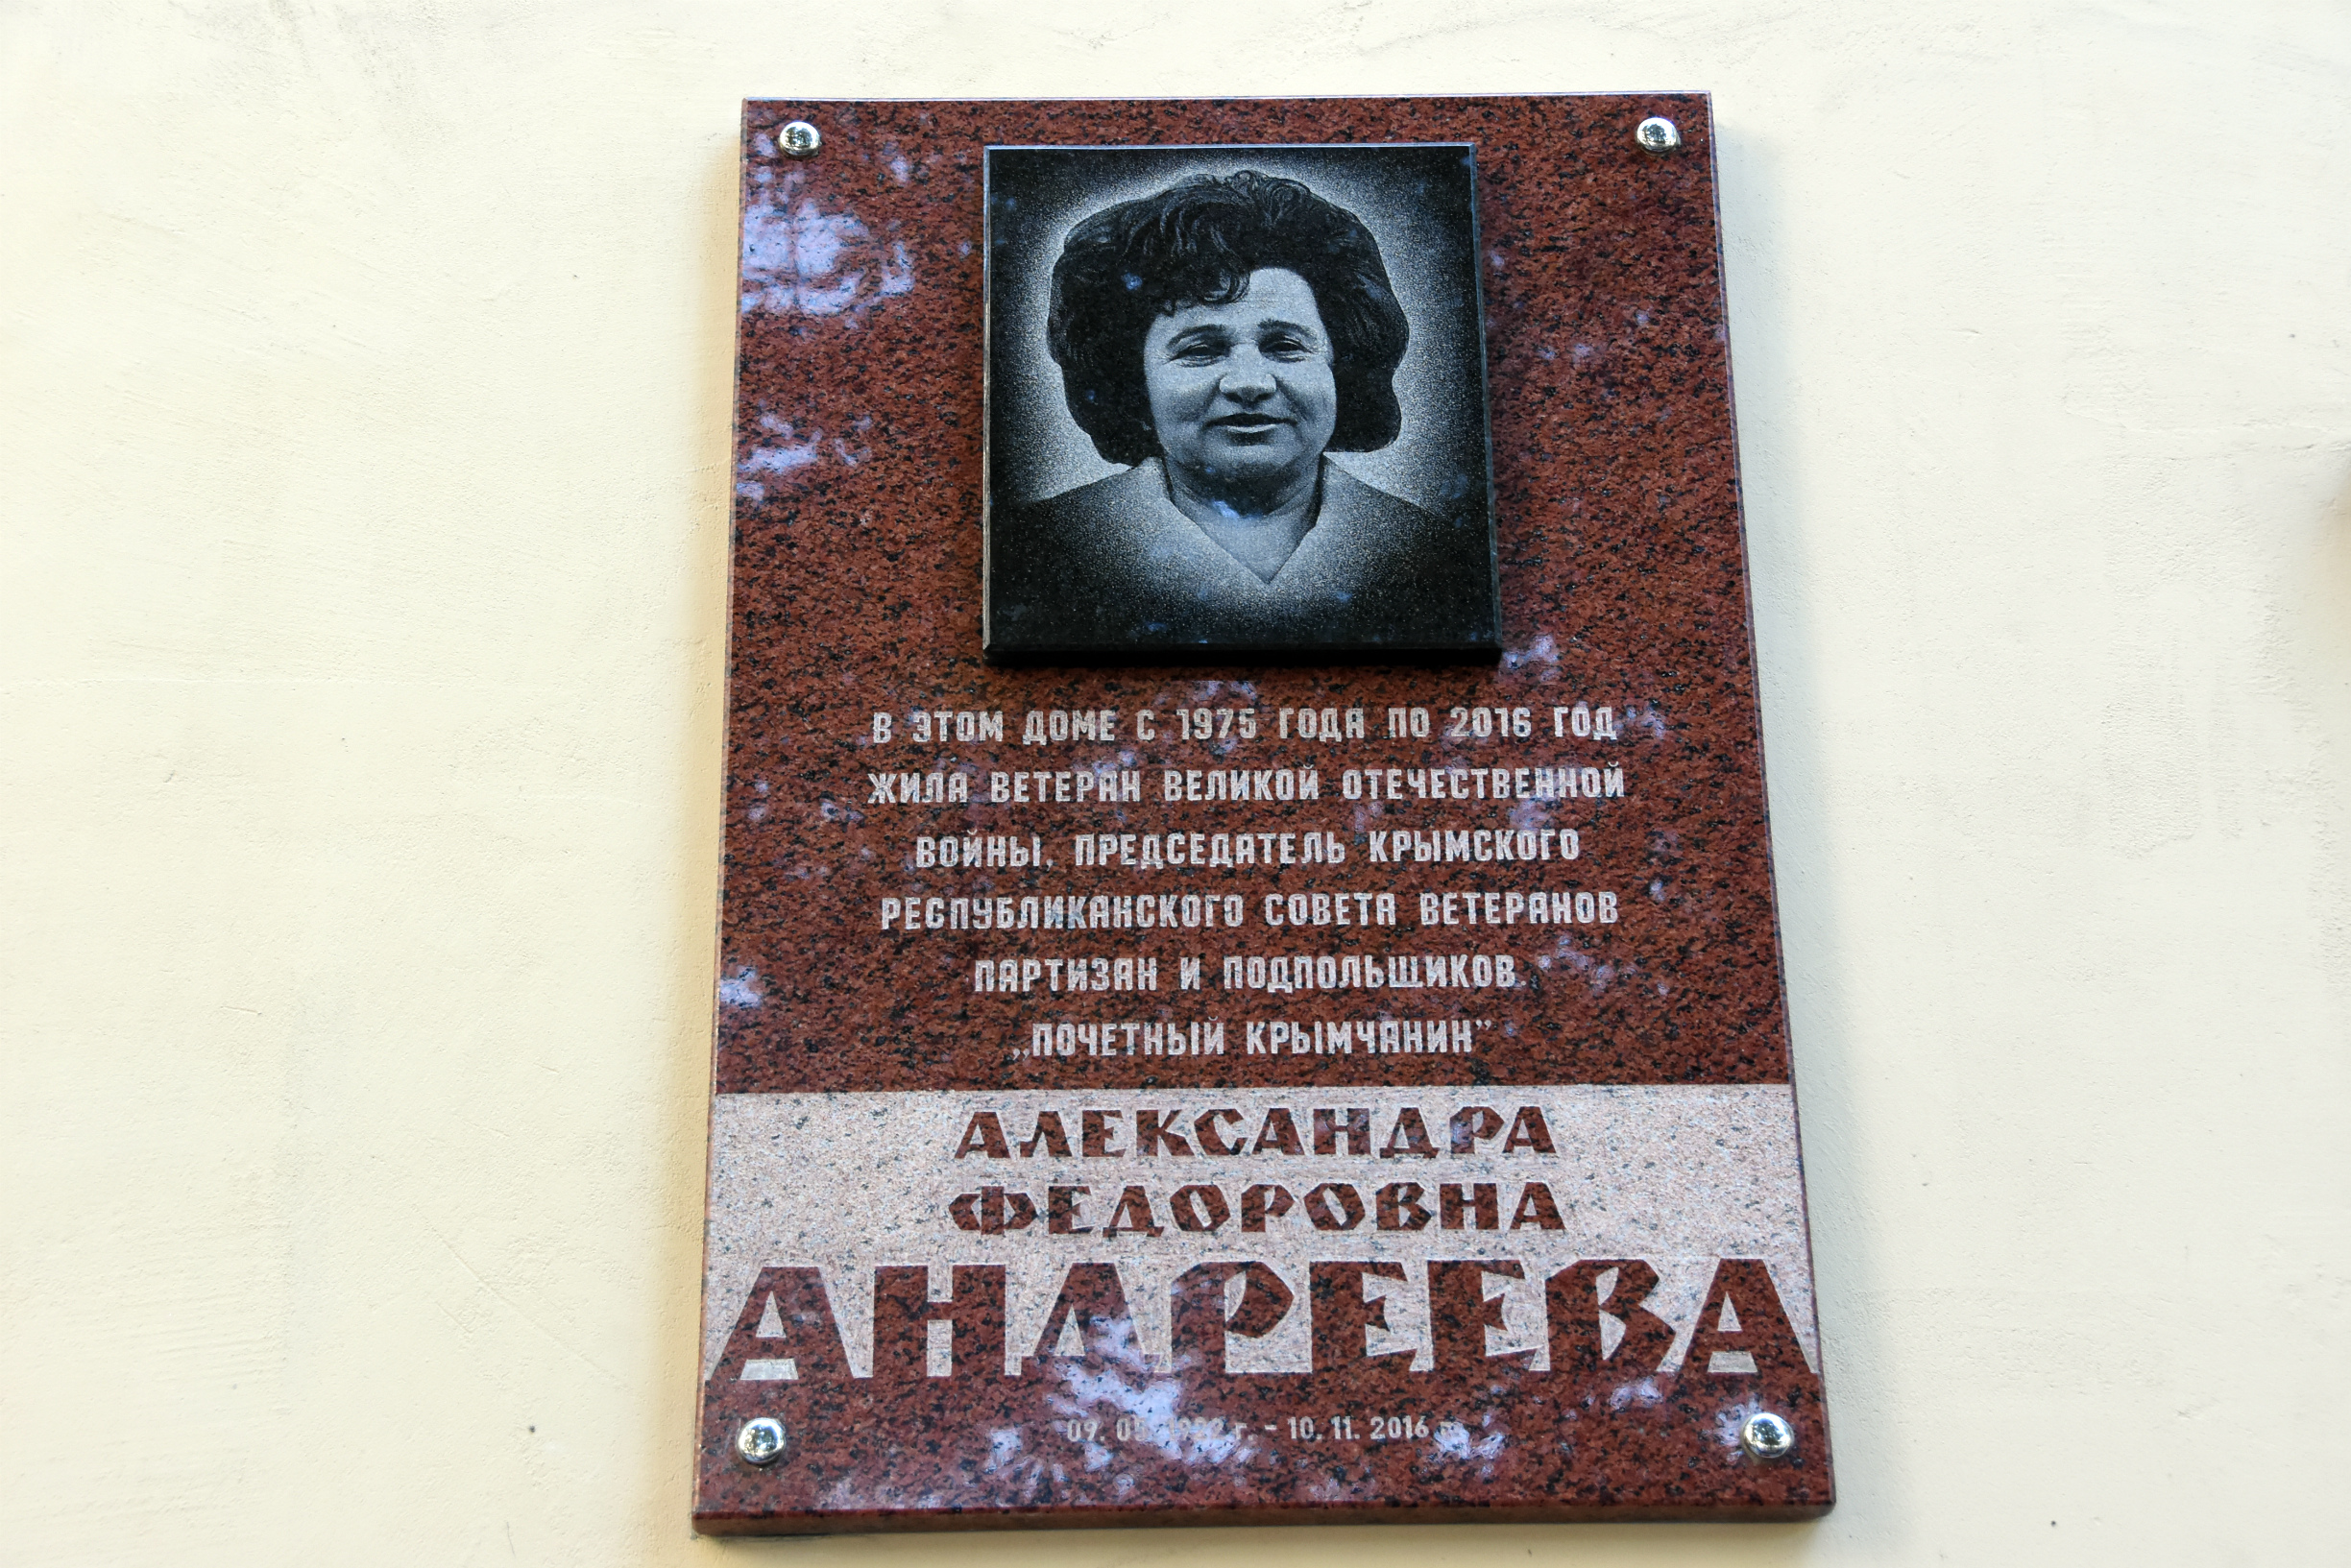 В ЭТОМ ДОМЕ С 1975 ГОДА ПО 2016 ГОД
ЖИЛА ВЕТЕРАН ВЕЛИКОЙ ОТЕЧЕСТВЕННОЙ
ВОЙНЫ, ПРЕДСЕДАТЕЛЬ КРЫМСКОГО
РЕСПУБЛИКАНСКОГО СОВЕТА ВЕТЕРАНОВ
ПАРТИЗАН И ПОДПОЛЬЩИКОВ.
„ПОЧЕТНЫЙ КРЫМЧАНИН”
АЛЕКСАНДРА
ФЕДОРОВНА
АНДРЕЕВА
09. г. - 10. 11. 2016 г.